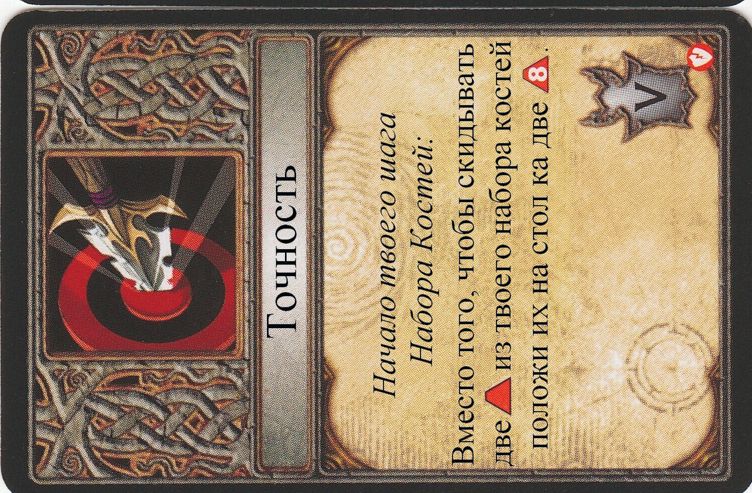 Точность
Начало твоего шага
Набора Костей:
Вместо того, чтобы скидывать
две из твоего набора костей
положи их на стол ка две 8.
V